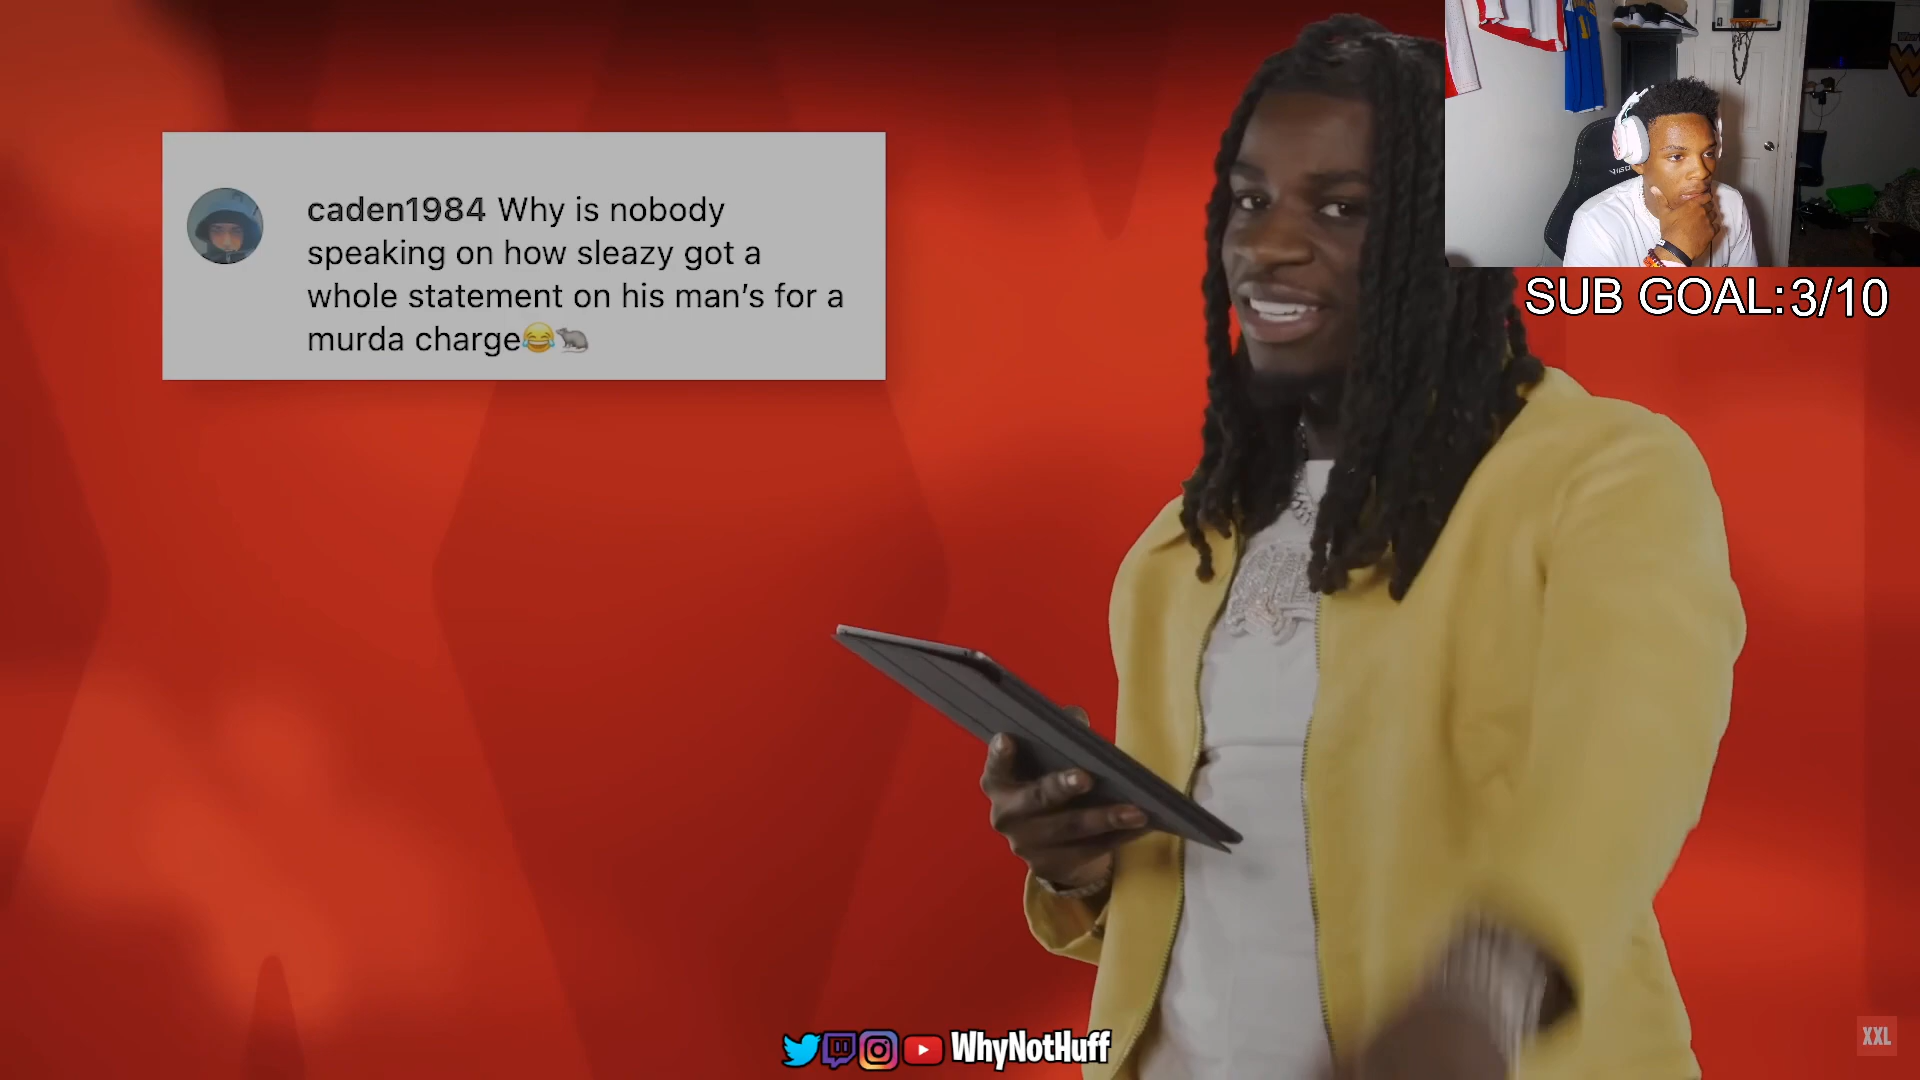 caden1984 Why is nobody
speaking on how sleazy got a
whole statement on his man’s for a
murda charge😂🐀
SUB GOAL: 3/10
WhyNotHuff
XXL